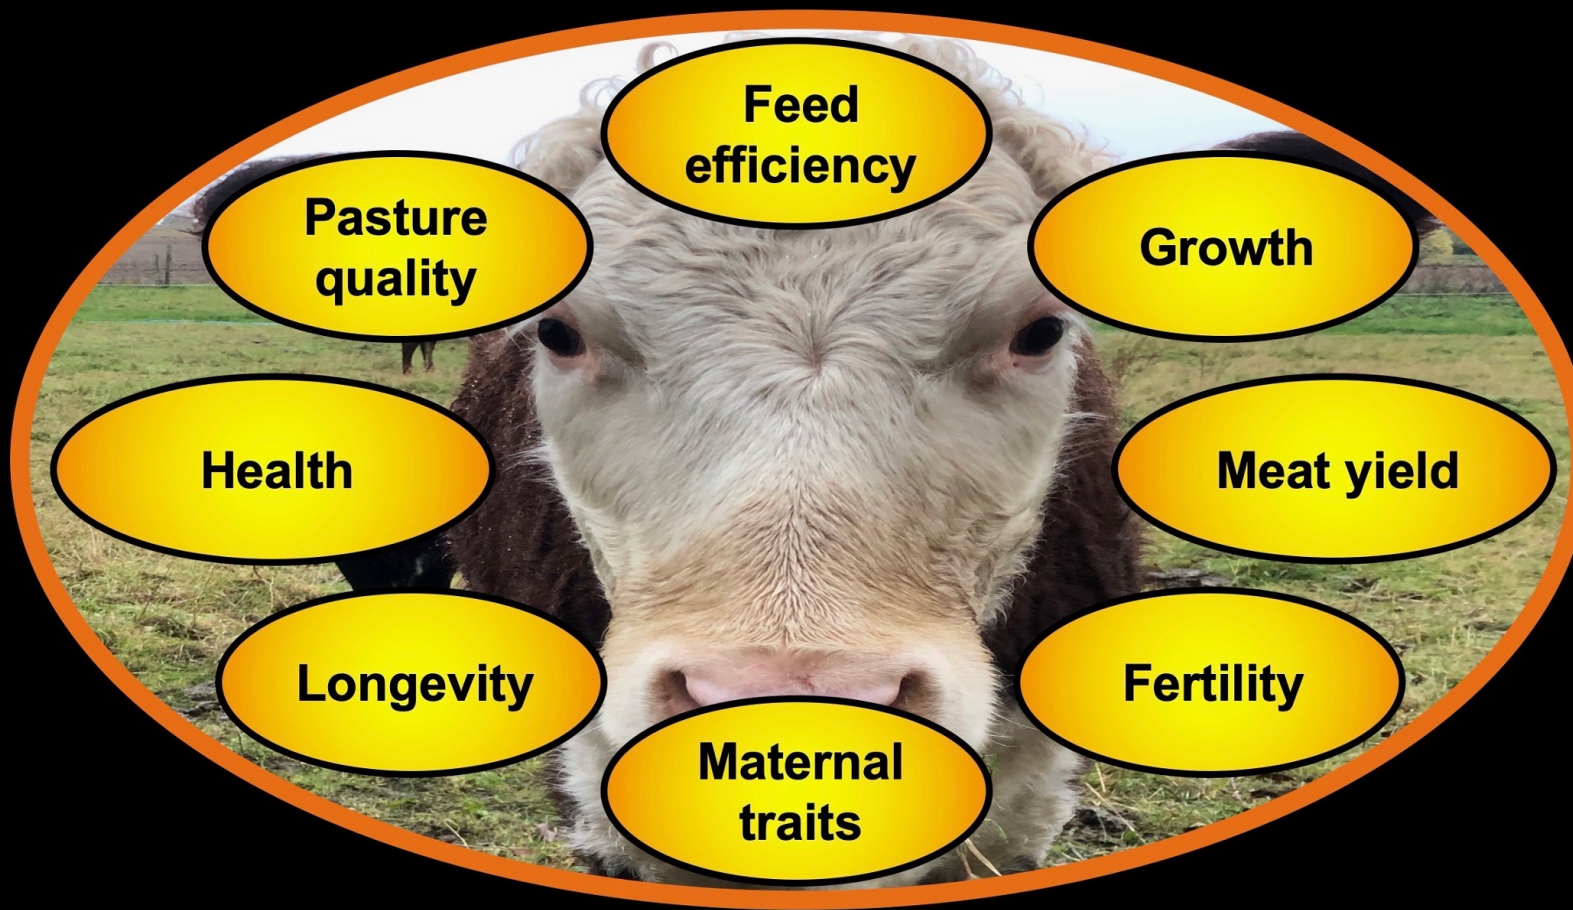 Feed
efficiency
Pasture
quality
Growth
Health
Meat yield
Longevity
Fertility
Maternal
traits